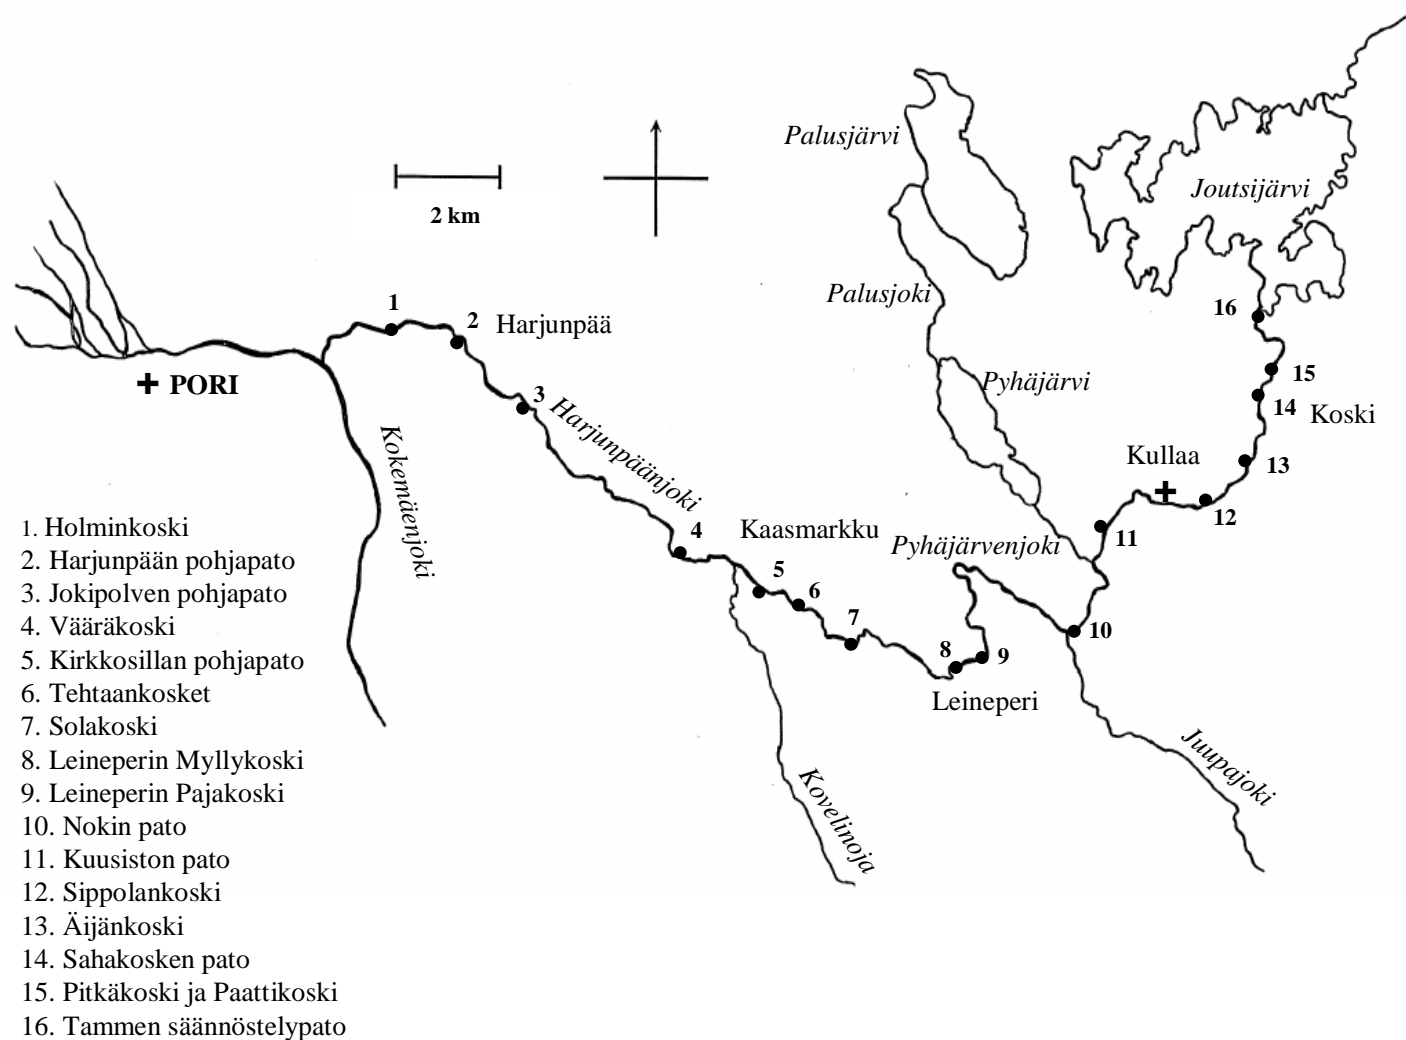 Palusjärvi
Joutsijärvi
2 km
Palusjoki
1
2
Harjunpää
16
PORI
3
Harjunpäänjoki
Pyhäjärvi
15
14
Koski
Kokemäenjoki
Kullaa
13
12
11
1. Holminkoski
2. Harjunpään pohjapato
3. Jokipolven pohjapato
4. Vääräkoski
5. Kirkkosillan pohjapato
6. Tehtaankosket
7. Solakoski
8. Leineperin Myllykoski
9. Leineperin Pajakoski
10. Nokin pato
11. Kuusiston pato
12. Sippolankoski
13. Äijänkoski
14. Sahakosken pato
15. Pitkäkoski ja Paattikoski
16. Tammen säännöstelypato
4
Kaasmarkku
Pyhäjärvenjoki
5
6
7
8
9
10
Leineperi
Kovelinoja
Juupajoki